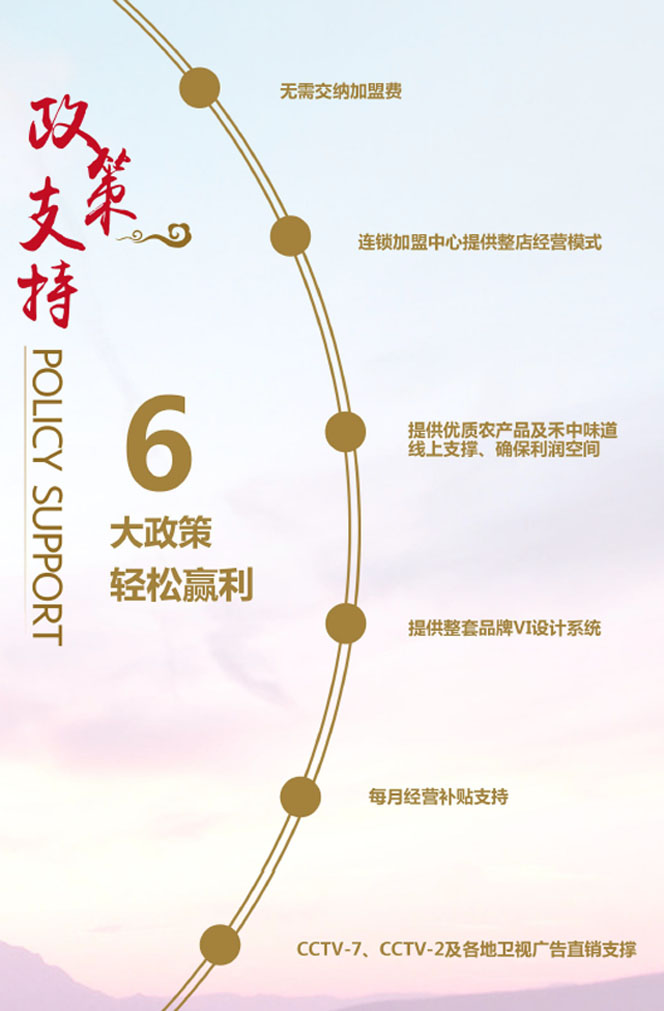 政策
支持
POLICY SUPPORT
6
大政策
轻松赢利
无需交纳加盟费
连锁加盟中心提供整店经营模式
提供优质农产品及禾中味道
线上支撑、确保利润空间
提供整套品牌VI设计系统
每月经营补贴支持
CCTV-7、CCTV-2及各地卫视广告直销支撑